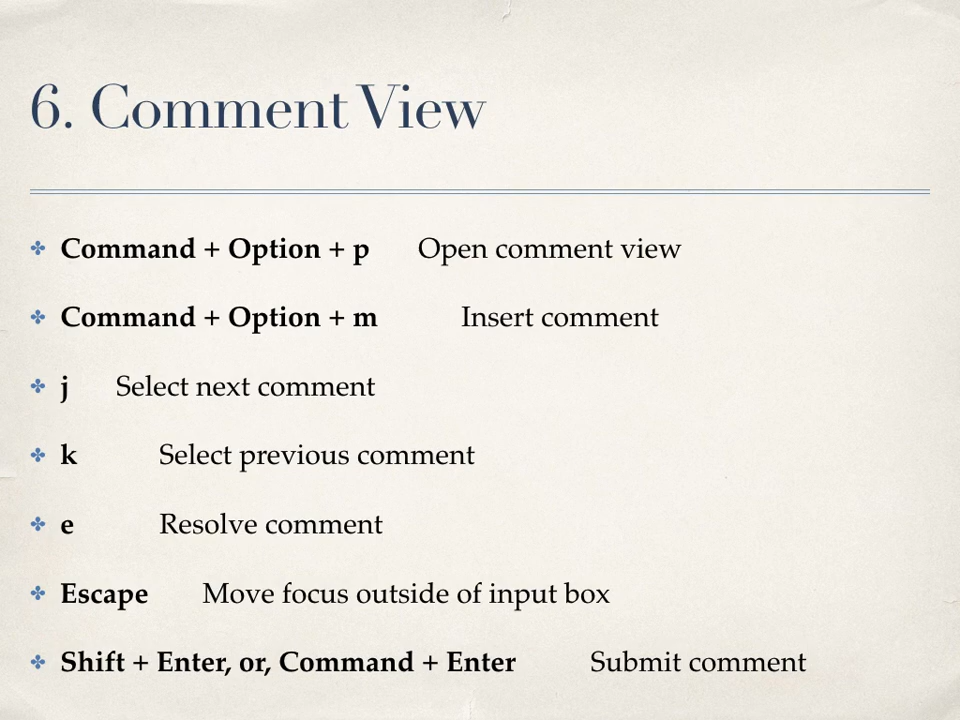 6. Comment View
Command + Option + p Open comment view
Command + Option + m Insert comment
j Select next comment
k Select previous comment
e Resolve comment
Escape Move focus outside of input box
Shift + Enter, or, Command + Enter Submit comment